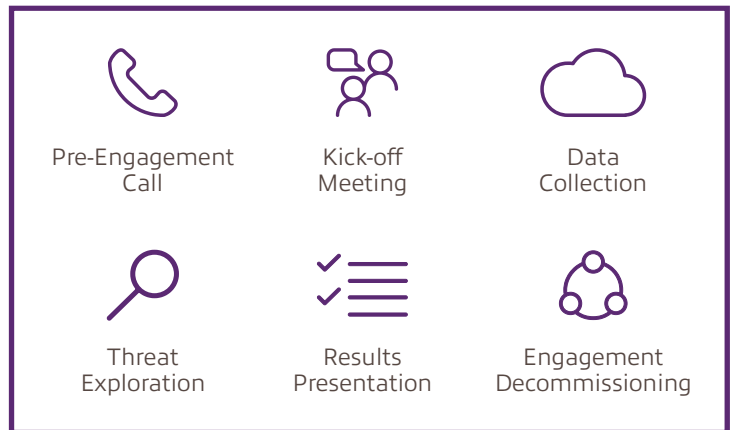 Pre-Engagement
Call
Kick-off
Meeting
Data
Collection
Threat
Exploration
Results
Presentation
Engagement
Decommissioning